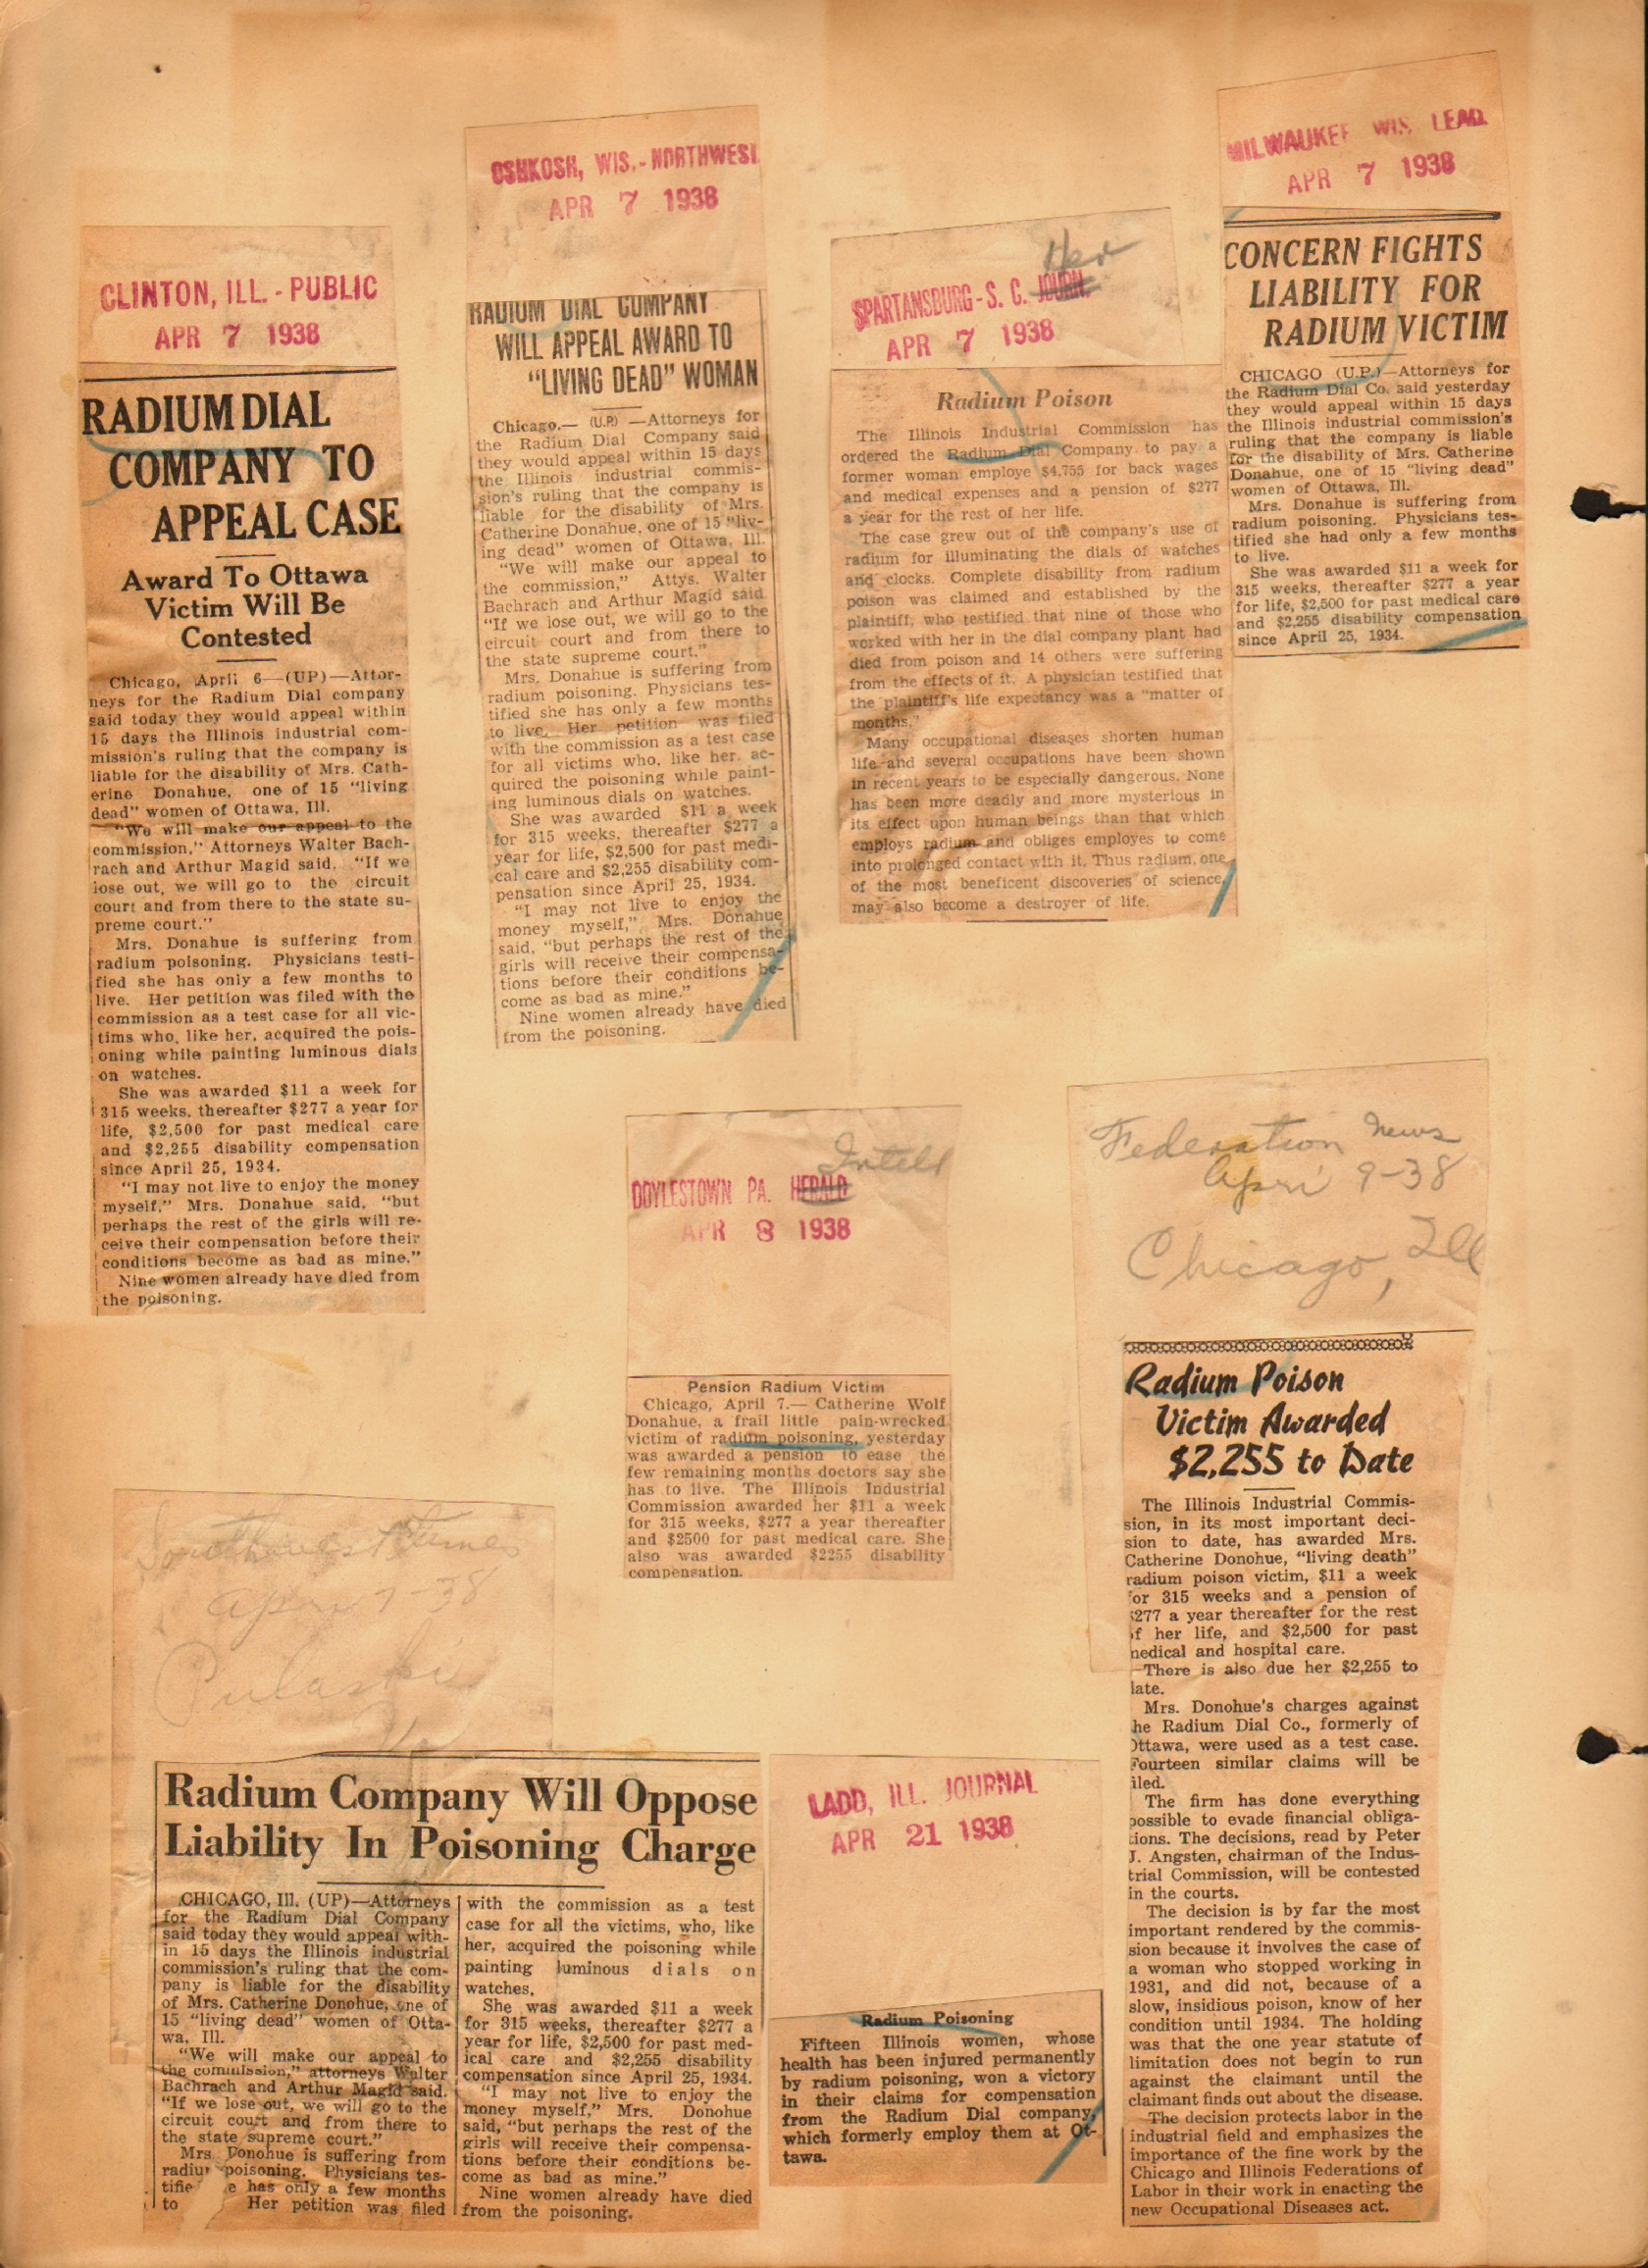 CLINTON, ILL. - PUBLIC
APR 7 1938
RADIUM DIAL
COMPANY TO
APPEAL CASE
Award To Ottawa
Victim Will Be
Contested
Chicago, April 6—(UP)—Attor-
neys for the Radium Dial company
said today they would appeal within
15 days the Illinois industrial com-
mission's ruling that the company is
liable for the disability of Mrs. Cath-
erine Donahue, one of 15 "living
dead" women of Ottawa, Ill.
"We will make our appeal to the
commission," Attorneys Walter Bach-
rach and Arthur Magid said. "If we
lose out, we will go to the circuit
court and from there to the state su-
preme court."
Mrs. Donahue is suffering from
radium poisoning. Physicians testi-
fied she has only a few months to
live. Her petition was filed with the
commission as a test case for all vic-
tims who, like her, acquired the pois-
oning while painting luminous dials
on watches.
She was awarded $11 a week for
315 weeks, thereafter $277 a year for
life, $2,500 for past medical care
and $2,255 disability compensation
since April 25, 1934.
"I may not live to enjoy the money
myself," Mrs. Donahue said, "but
perhaps the rest of the girls will re-
ceive their compensation before their
conditions become as bad as mine."
Nine women already have died from
the poisoning.
OSHKOSH, WIS.-NORTHWEST
APR 7 1938
RADIUM DIAL COMPANY
WILL APPEAL AWARD TO
"LIVING DEAD" WOMAN
Chicago.— (U.P.) —Attorneys for
the Radium Dial Company said
they would appeal within 15 days
the Illinois industrial commis-
sion's ruling that the company is
liable for the disability of Mrs.
Catherine Donahue, one of 15 "liv-
ing dead" women of Ottawa, Ill.
"We will make our appeal to
the commission," Attys. Walter
Bachrach and Arthur Magid said.
"If we lose out, we will go to the
circuit court and from there to
the state supreme court."
Mrs. Donahue is suffering from
radium poisoning. Physicians tes-
tified she has only a few months
to live. Her petition was filed
with the commission as a test case
for all victims who, like her, ac-
quired the poisoning while paint-
ing luminous dials on watches.
She was awarded $11 a week
for 315 weeks, thereafter $277 a
year for life, $2,500 for past medi-
cal care and $2,255 disability com-
pensation since April 25, 1934.
"I may not live to enjoy the
money myself," Mrs. Donahue
said, "but perhaps the rest of the
girls will receive their compensa-
tions before their conditions be-
come as bad as mine."
Nine women already have died
from the poisoning.
Her
SPARTANSBURG - S. C. JOURN.
APR 7 1938
Radium Poison
The Illinois Industrial Commission has
ordered the Radium Dial Company to pay a
former woman employe $4,755 for back wages
and medical expenses and a pension of $277
a year for the rest of her life.
The case grew out of the company's use of
radium for illuminating the dials of watches
and clocks. Complete disability from radium
poison was claimed and established by the
plaintiff, who testified that nine of those who
worked with her in the dial company plant had
died from poison and 14 others were suffering
from the effects of it. A physician testified that
the plaintiff's life expectancy was a "matter of
months."
Many occupational diseases shorten human
life and several occupations have been shown
in recent years to be especially dangerous. None
has been more deadly and more mysterious in
its effect upon human beings than that which
employs radium and obliges employes to come
into prolonged contact with it. Thus radium, one
of the most beneficent discoveries of science,
may also become a destroyer of life.
MILWAUKEE WIS. LEAD.
APR 7 1938
CONCERN FIGHTS
LIABILITY FOR
RADIUM VICTIM
CHICAGO (U.P.)—Attorneys for
the Radium Dial Co. said yesterday
they would appeal within 15 days
the Illinois industrial commission's
ruling that the company is liable
for the disability of Mrs. Catherine
Donahue, one of 15 "living dead"
women of Ottawa, Ill.
Mrs. Donahue is suffering from
radium poisoning. Physicians tes-
tified she had only a few months
to live.
She was awarded $11 a week for
315 weeks, thereafter $277 a year
for life, $2,500 for past medical care
and $2,255 disability compensation
since April 25, 1934.
Intell
DOYLESTOWN PA. HERALD
APR 8 1938
Pension Radium Victim
Chicago, April 7.— Catherine Wolf
Donahue, a frail little pain-wrecked
victim of radium poisoning, yesterday
was awarded a pension to ease the
few remaining months doctors say she
has to live. The Illinois Industrial
Commission awarded her $11 a week
for 315 weeks, $277 a year thereafter
and $2500 for past medical care. She
also was awarded $2255 disability
compensation.
Federation News
Apri 9-38
Chicago, Ill
Radium Poison
Victim Awarded
$2,255 to Date
The Illinois Industrial Commis-
sion, in its most important deci-
sion to date, has awarded Mrs.
Catherine Donohue, "living death"
radium poison victim, $11 a week
for 315 weeks and a pension of
$277 a year thereafter for the rest
of her life, and $2,500 for past
medical and hospital care.
There is also due her $2,255 to
date.
Mrs. Donohue's charges against
the Radium Dial Co., formerly of
Ottawa, were used as a test case.
Fourteen similar claims will be
filed.
The firm has done everything
possible to evade financial obliga-
tions. The decisions, read by Peter
J. Angsten, chairman of the Indus-
trial Commission, will be contested
in the courts.
The decision is by far the most
important rendered by the commis-
sion because it involves the case of
a woman who stopped working in
1931, and did not, because of a
slow, insidious poison, know of her
condition until 1934. The holding
was that the one year statute of
limitation does not begin to run
against the claimant until the
claimant finds out about the disease.
The decision protects labor in the
industrial field and emphasizes the
importance of the fine work by the
Chicago and Illinois Federations of
Labor in their work in enacting the
new Occupational Diseases act.
Southwest Times
Apri 7-38
Pulaski
Va
Radium Company Will Oppose
Liability In Poisoning Charge
CHICAGO, Ill. (UP)—Attorneys
for the Radium Dial Company
said today they would appeal with-
in 15 days the Illinois industrial
commission's ruling that the com-
pany is liable for the disability
of Mrs. Catherine Donohue, one of
15 "living dead" women of Otta-
wa, Ill.
"We will make our appeal to
the commission," attorneys Walter
Bachrach and Arthur Magid said.
"If we lose out, we will go to the
circuit court and from there to
the state supreme court."
Mrs. Donohue is suffering from
radiu poisoning. Physicians tes-
tifie e has only a few months
to Her petition was filed
with the commission as a test
case for all the victims, who, like
her, acquired the poisoning while
painting luminous dials on
watches.
She was awarded $11 a week
for 315 weeks, thereafter $277 a
year for life, $2,500 for past med-
ical care and $2,255 disability
compensation since April 25, 1934.
"I may not live to enjoy the
money myself," Mrs. Donohue
said, "but perhaps the rest of the
girls will receive their compensa-
tions before their conditions be-
come as bad as mine."
Nine women already have died
from the poisoning.
LADD, ILL. JOURNAL
APR 21 1938
Radium Poisoning
Fifteen Illinois women, whose
health has been injured permanently
by radium poisoning, won a victory
in their claims for compensation
from the Radium Dial company,
which formerly employ them at Ot-
tawa.